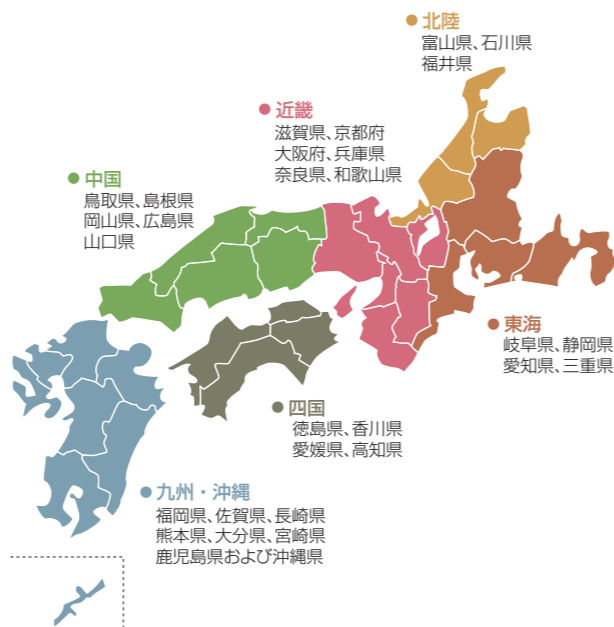 北陸
富山県、石川県
福井県
近畿
滋賀県、京都府
大阪府、兵庫県
奈良県、和歌山県
中国
鳥取県、島根県
岡山県、広島県
山口県
東海
岐阜県、静岡県
愛知県、三重県
四国
徳島県、香川県
愛媛県、高知県
九州・沖縄
福岡県、佐賀県、長崎県
熊本県、大分県、宮崎県
鹿児島県および沖縄県